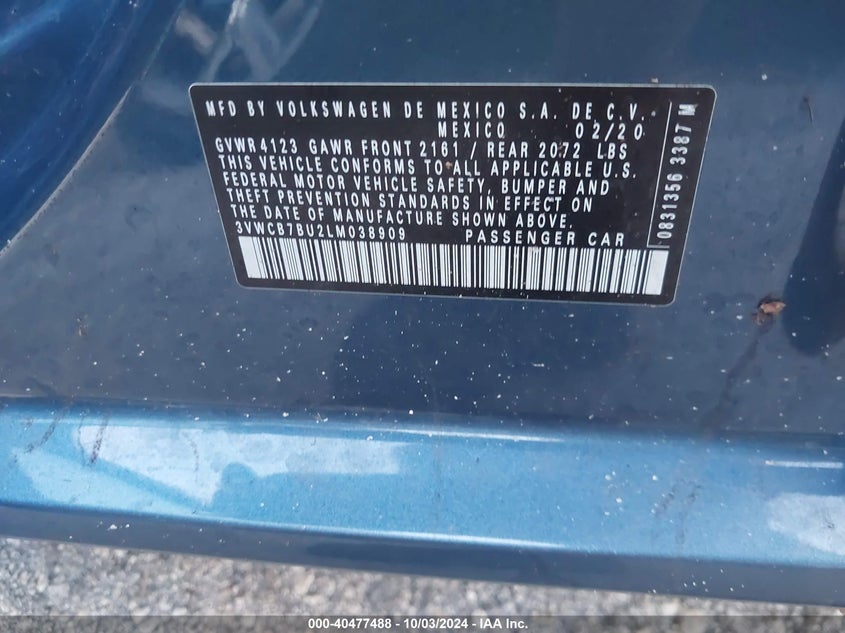 MFD BY VOLKSWAGEN DE MEXICO S.A. DE C.V.
MEXICO 02/20
GVWR 4123 GAWR FRONT 2161 / REAR 2072 LBS
THIS VEHICLE CONFORMS TO ALL APPLICABLE U.S.
FEDERAL MOTOR VEHICLE SAFETY, BUMPER AND
THEFT PREVENTION STANDARDS IN EFFECT ON
THE DATE OF MANUFACTURE SHOWN ABOVE.
3VWCB7BU2LM038909 PASSENGER CAR
0831356 3387 M
000-40477488 - 10/03/2024 - IAA Inc.